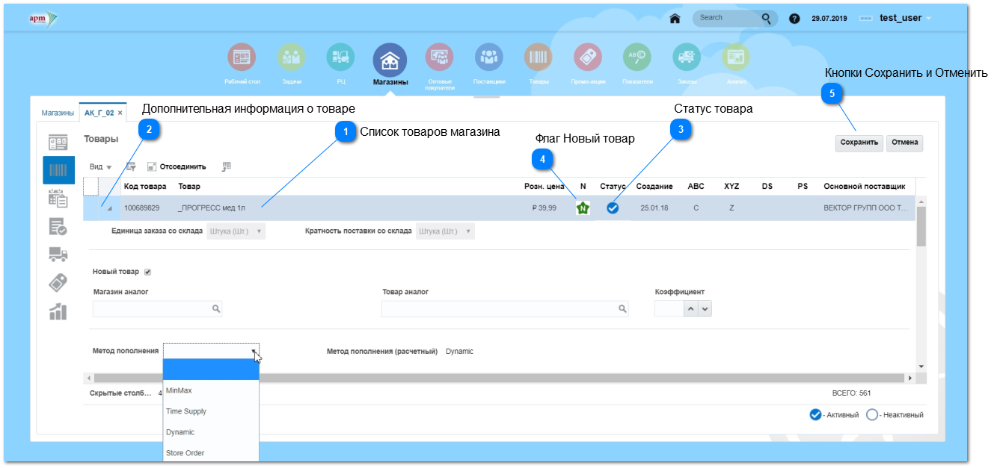 apm
Search
?
29.07.2019
test_user
Рабочий стол
Задачи
РЦ
Магазины
Оптовые покупатели
Поставщики
Товары
Промо-акции
Показатели
Заказы
Анализ
Кнопки Сохранить и Отменить
5
Магазины
АК_Г_02 ×
Дополнительная информация о товаре
2
1
Список товаров магазина
Статус товара
3
Флаг Новый товар
4
Товары
Сохранить
Отмена
Вид
Отсоединить
Код товара Товар Розн. цена N Статус Создание ABC XYZ DS PS Основной поставщик
100689829 _ПРОГРЕСС мед 1л ₽ 39,99 N 25.01.18 C Z ВЕКТОР ГРУПП ООО Т...
Единица заказа со склада Штука (Шт.) Кратность поставки со склада Штука (Шт.)
Новый товар
Магазин аналог Товар аналог Коэффициент
Метод пополнения Метод пополнения (расчетный) Dynamic
Скрытые столб... 4
ВСЕГО: 561
MinMax
Time Supply
Dynamic
Store Order
- Активный - Неактивный